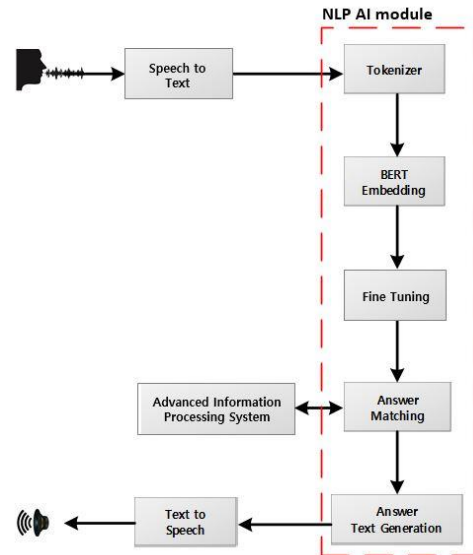 NLP AI module
Speech to
Text
Tokenizer
BERT
Embedding
Fine Tuning
Advanced Information
Processing System
Answer
Matching
Text to
Speech
Answer
Text Generation